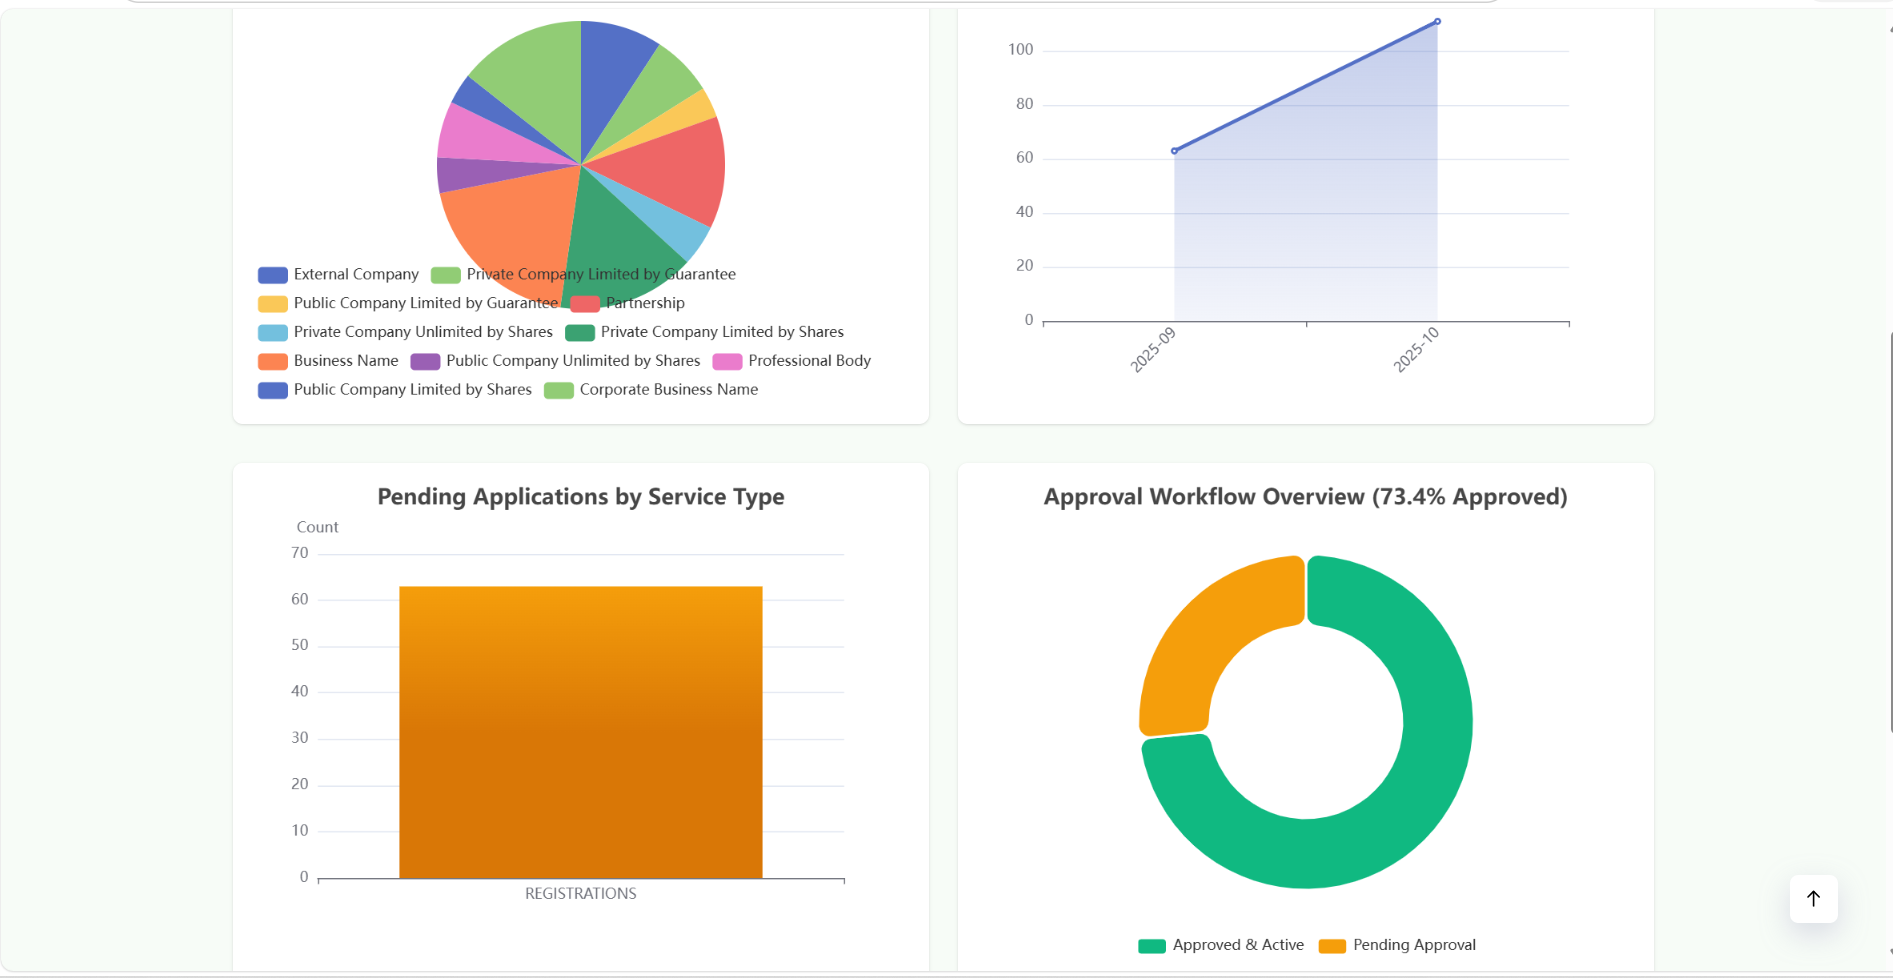 External Company Private Company Limited by Guarantee
Public Company Limited by Guarantee Partnership
Private Company Unlimited by Shares Private Company Limited by Shares
Business Name Public Company Unlimited by Shares Professional Body
Public Company Limited by Shares Corporate Business Name
100
80
60
40
20
0
2025-09 2025-10
Pending Applications by Service Type
Count
70
60
50
40
30
20
10
0
REGISTRATIONS
Approval Workflow Overview (73.4% Approved)
Approved & Active Pending Approval